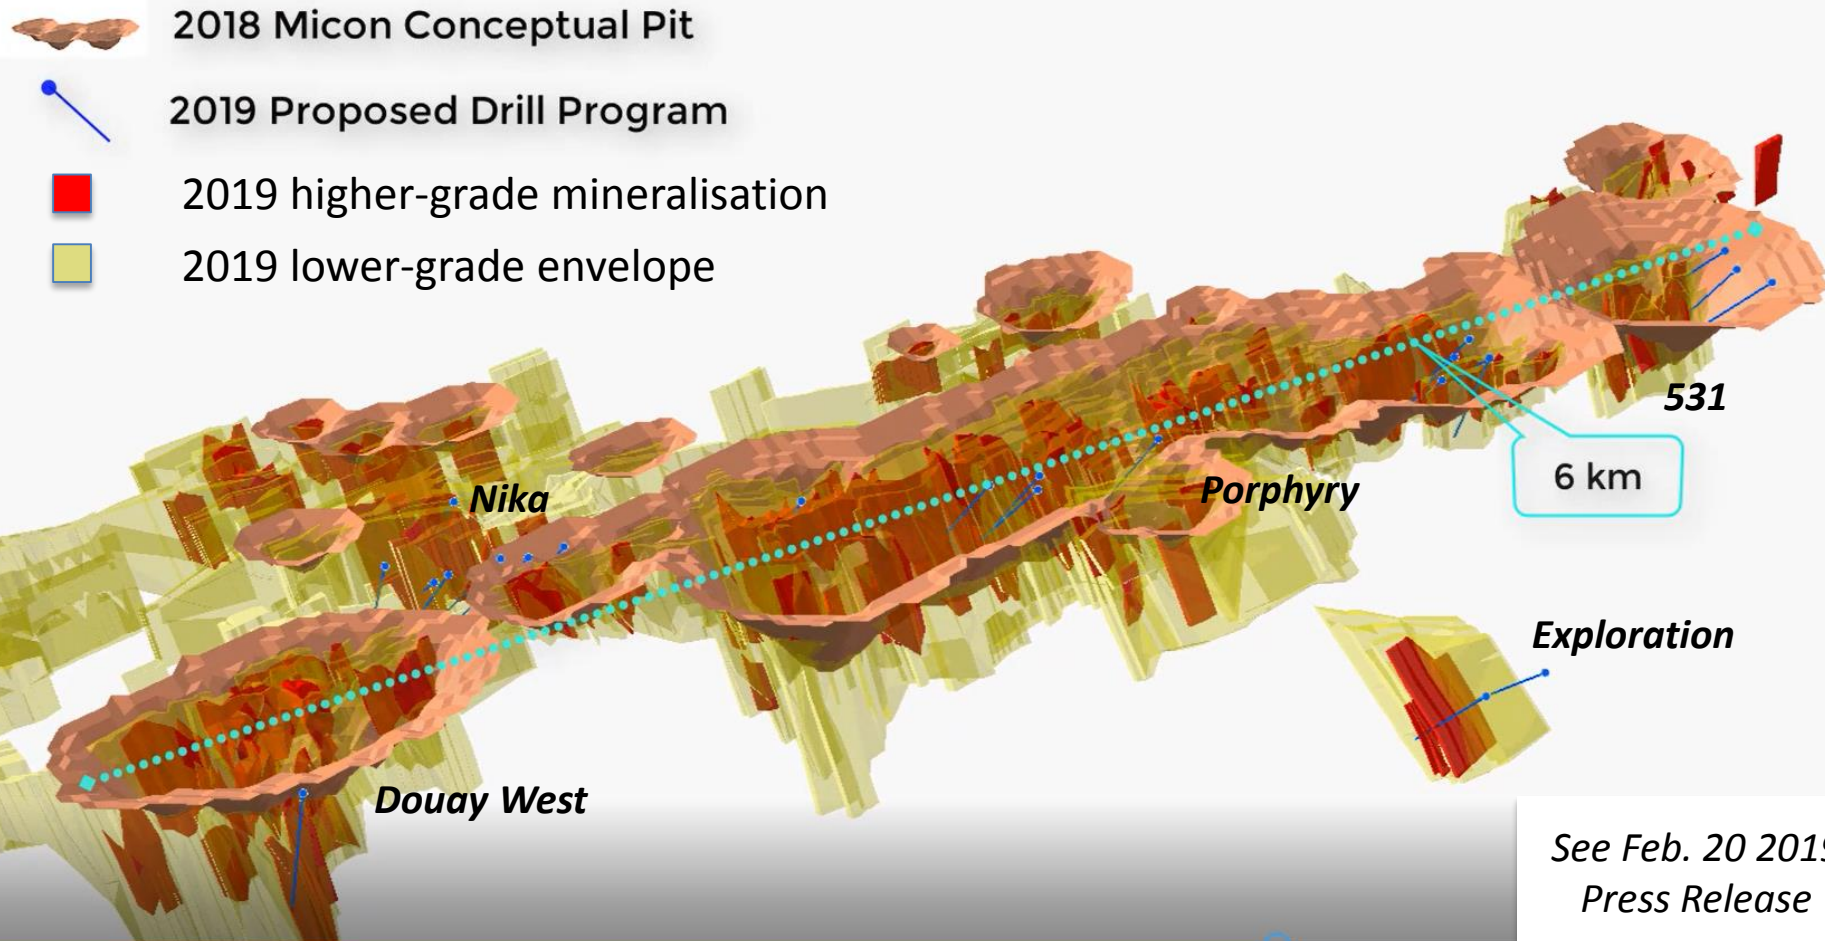 2018 Micon Conceptual Pit
2019 Proposed Drill Program
2019 higher-grade mineralisation
2019 lower-grade envelope
531
6 km
Nika
Porphyry
Exploration
Douay West
See Feb. 20 2019
Press Release